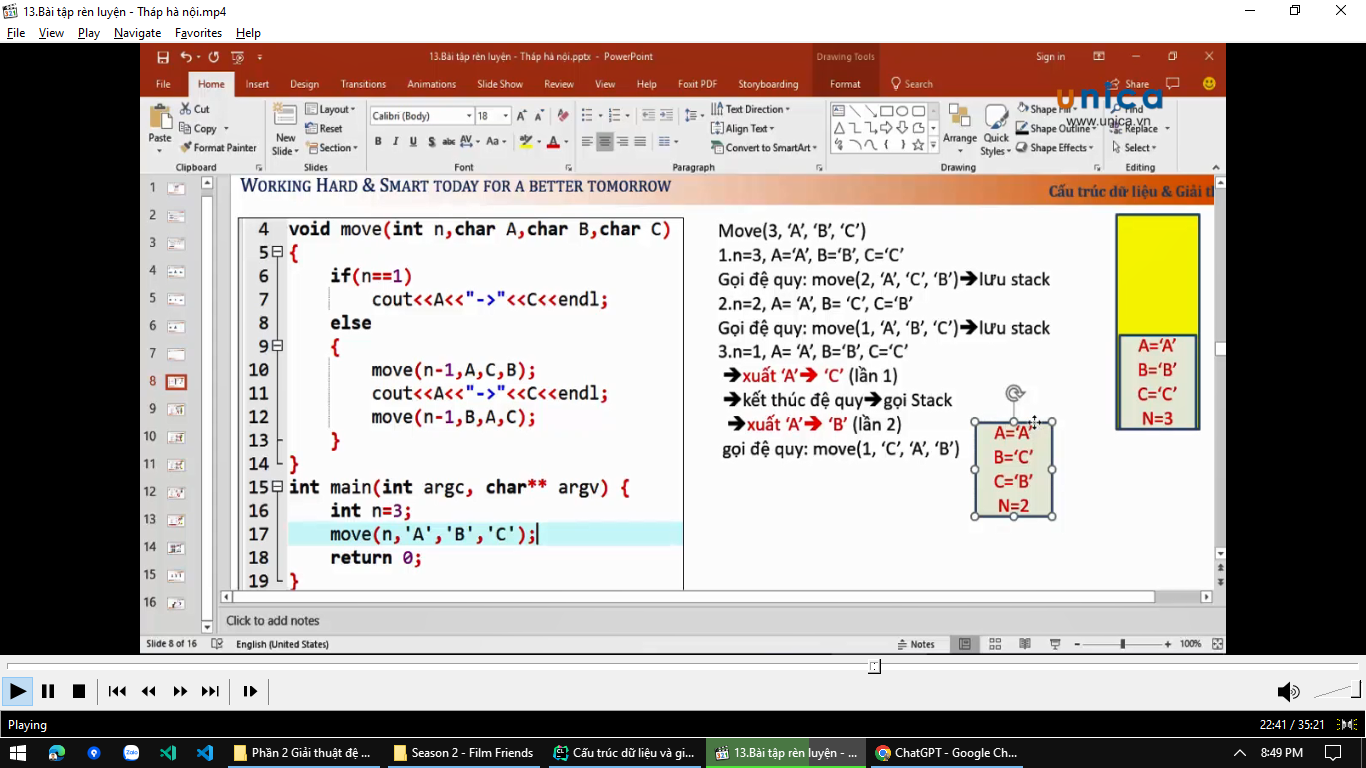 13.Bài tập rèn luyện - Tháp hà nội.mp4
File View Play Navigate Favorites Help
13.Bài tập rèn luyện - Tháp hà nội.pptx - PowerPoint
Drawing Tools
Sign in
File Home Insert Design Transitions Animations Slide Show Review View Help Foxit PDF Storyboarding Format Search Share
unica
www.unica.vn
Paste
Cut
Copy
Format Painter
Clipboard
New Slide
Layout
Reset
Section
Slides
Calibri (Body) 18
B I U S abc AV Aa A
Font
Text Direction
Align Text
Convert to SmartArt
Paragraph
Arrange
Quick Styles
Shape Fill
Shape Outline
Shape Effects
Drawing
Find
Replace
Select
Editing
1
2
3
4
5
6
7
8
9
10
11
12
13
14
15
16
WORKING HARD & SMART TODAY FOR A BETTER TOMORROW
Cấu trúc dữ liệu & Giải th
4 void move(int n,char A,char B,char C)
5 {
6 if(n==1)
7 cout<<A<<"->"<<C<<endl;
8 else
9 {
10 move(n-1,A,C,B);
11 cout<<A<<"->"<<C<<endl;
12 move(n-1,B,A,C);
13 }
14 }
15 int main(int argc, char** argv) {
16 int n=3;
17 move(n,'A','B','C');
18 return 0;
19 }
Move(3, ‘A’, ‘B’, ‘C’)
1.n=3, A=‘A’, B=‘B’, C=‘C’
Gọi đệ quy: move(2, ‘A’, ‘C’, ‘B’)➔lưu stack
2.n=2, A= ‘A’, B= ‘C’, C=‘B’
Gọi đệ quy: move(1, ‘A’, ‘B’, ‘C’)➔lưu stack
3.n=1, A= ‘A’, B=‘B’, C=‘C’
➔xuất ‘A’➔ ‘C’ (lần 1)
➔kết thúc đệ quy➔gọi Stack
➔xuất ‘A’➔ ‘B’ (lần 2)
gọi đệ quy: move(1, ‘C’, ‘A’, ‘B’)
A=‘A’
B=‘C’
C=‘B’
N=2
A=‘A’
B=‘B’
C=‘C’
N=3
Click to add notes
Slide 8 of 16 English (United States) Notes 100%
Playing
22:41 / 35:21
Zalo
Phần 2 Giải thuật đệ ...
Season 2 - Film Friends
Cấu trúc dữ liệu và gi...
13.Bài tập rèn luyện - ...
ChatGPT - Google Ch...
8:49 PM